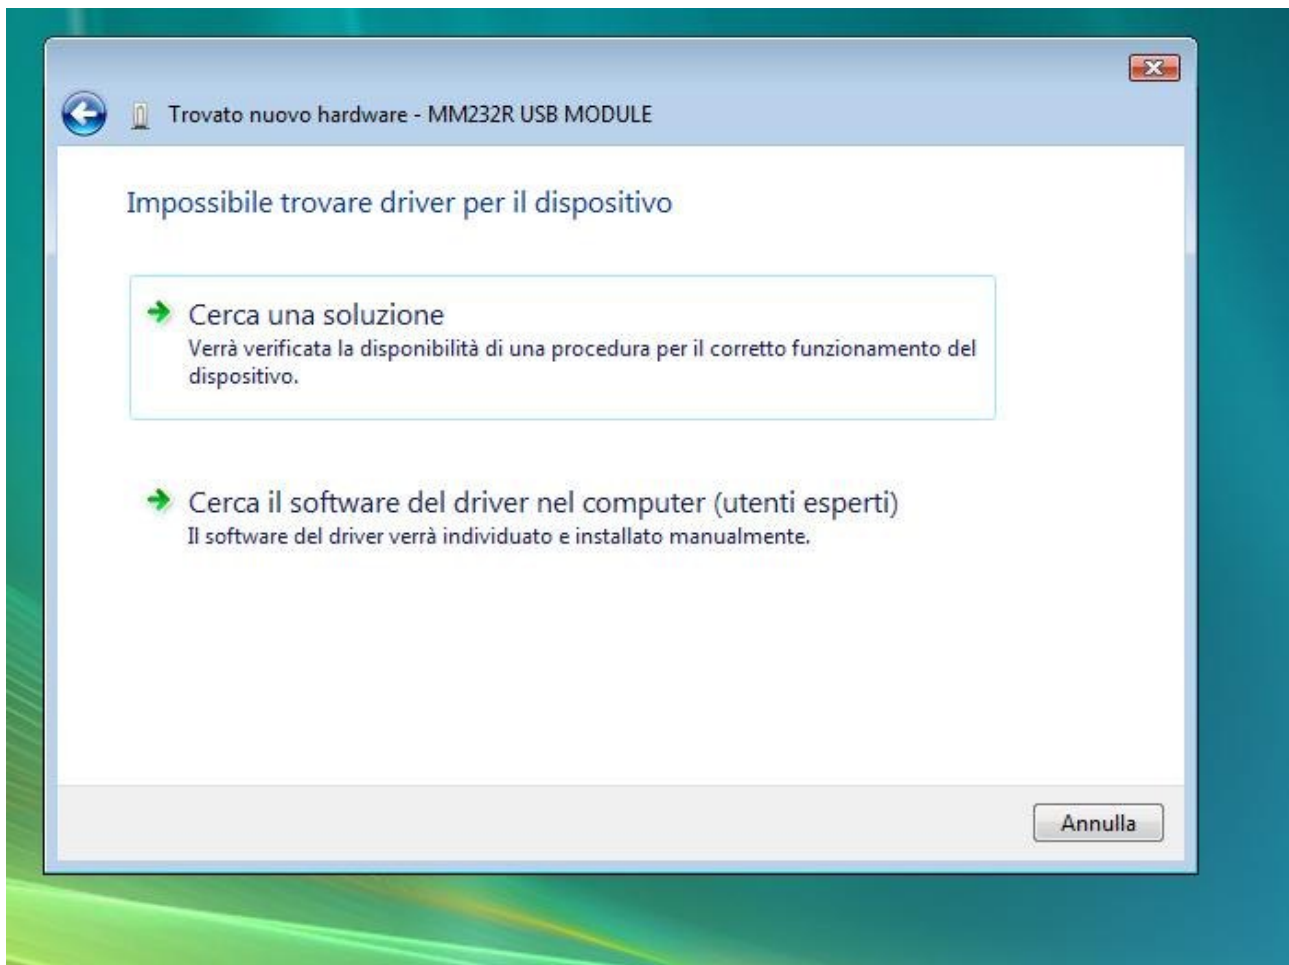 Trovato nuovo hardware - MM232R USB MODULE
Impossibile trovare driver per il dispositivo
Cerca una soluzione
Verrà verificata la disponibilità di una procedura per il corretto funzionamento del
dispositivo.
Cerca il software del driver nel computer (utenti esperti)
Il software del driver verrà individuato e installato manualmente.
Annulla